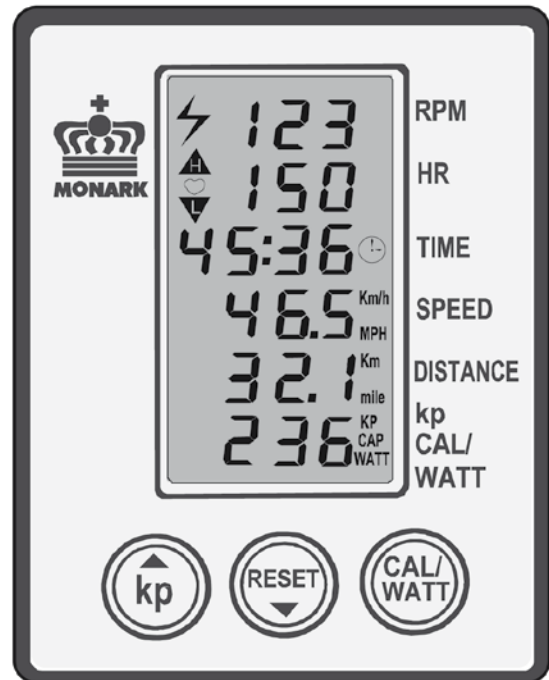 123 RPM
H
150 HR
L
MONARK
45:36 TIME
46.5 Km/h MPH SPEED
32.1 Km mile DISTANCE
236 KP CAP WATT kp CAL/ WATT
kp
RESET
CAL/
WATT